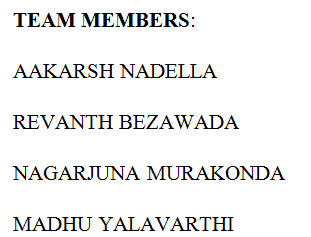 TEAM MEMBERS:
AAKARSH NADELLA
REVANTH BEZAWADA
NAGARJUNA MURAKONDA
MADHU YALAVARTHI